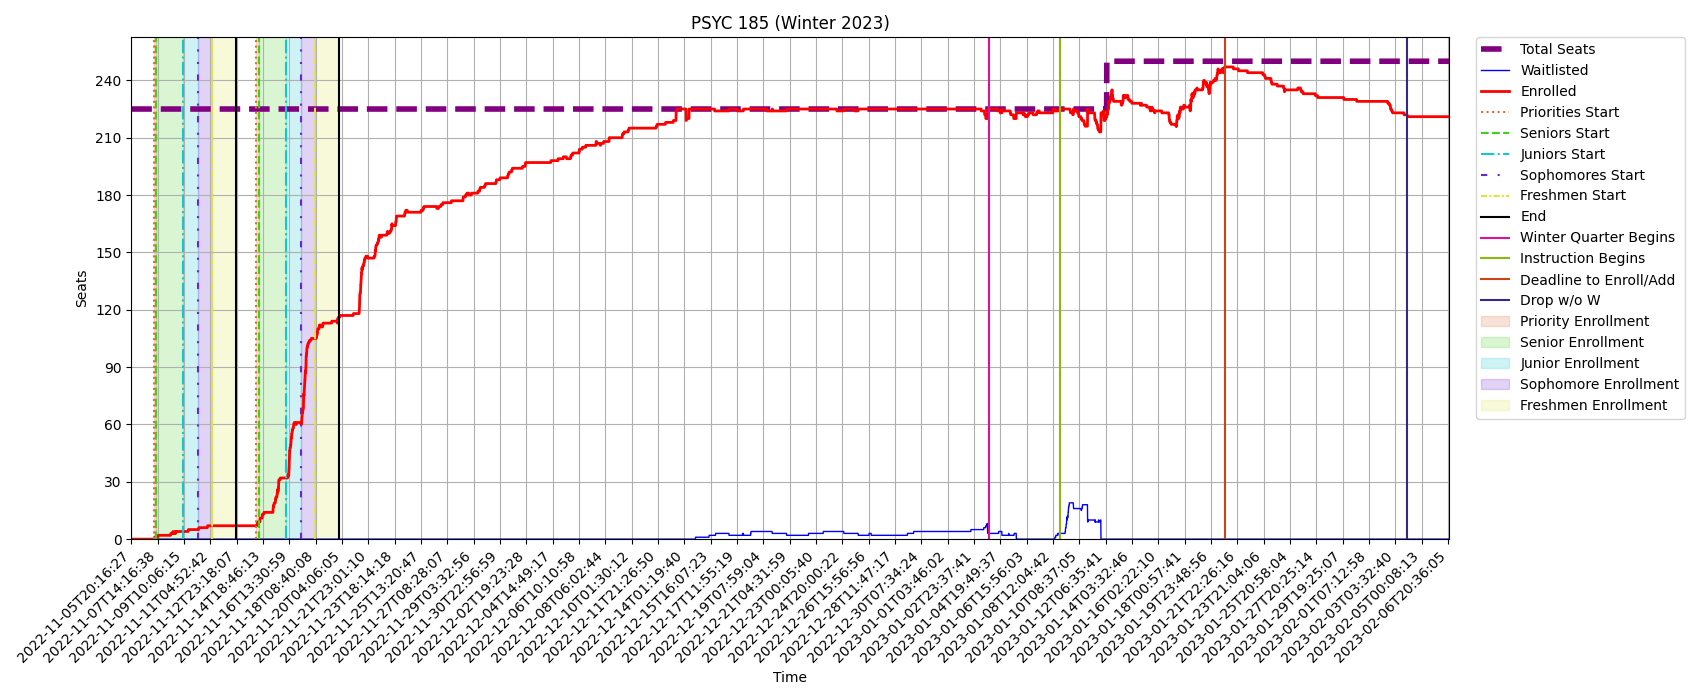 PSYC 185 (Winter 2023)
Seats
240
210
180
150
120
90
60
30
0
2022-11-05T20:16:27
2022-11-07T14:16:38
2022-11-09T10:06:15
2022-11-11T04:52:42
2022-11-12T23:18:07
2022-11-14T18:46:13
2022-11-16T13:30:59
2022-11-18T08:40:08
2022-11-20T04:06:05
2022-11-21T23:01:10
2022-11-23T18:14:18
2022-11-25T13:20:47
2022-11-27T08:28:07
2022-11-29T03:32:56
2022-11-30T22:56:59
2022-12-02T19:23:28
2022-12-04T14:49:17
2022-12-06T10:10:58
2022-12-08T06:02:44
2022-12-10T01:30:12
2022-12-11T21:26:50
2022-12-14T01:19:40
2022-12-15T16:07:23
2022-12-17T11:55:19
2022-12-19T07:59:04
2022-12-21T04:31:59
2022-12-23T00:05:40
2022-12-24T20:00:22
2022-12-26T15:56:56
2022-12-28T11:47:17
2022-12-30T07:34:24
2023-01-01T03:46:02
2023-01-02T23:37:41
2023-01-04T19:49:37
2023-01-06T15:56:03
2023-01-08T12:04:42
2023-01-10T08:37:05
2023-01-12T06:35:41
2023-01-14T03:32:46
2023-01-16T02:22:10
2023-01-18T00:57:41
2023-01-19T23:48:56
2023-01-21T22:26:16
2023-01-23T21:04:06
2023-01-25T20:58:04
2023-01-27T20:25:14
2023-01-29T19:25:07
2023-02-01T07:12:58
2023-02-03T03:32:40
2023-02-05T00:08:13
2023-02-06T20:36:05
Time
Total Seats
Waitlisted
Enrolled
Priorities Start
Seniors Start
Juniors Start
Sophomores Start
Freshmen Start
End
Winter Quarter Begins
Instruction Begins
Deadline to Enroll/Add
Drop w/o W
Priority Enrollment
Senior Enrollment
Junior Enrollment
Sophomore Enrollment
Freshmen Enrollment